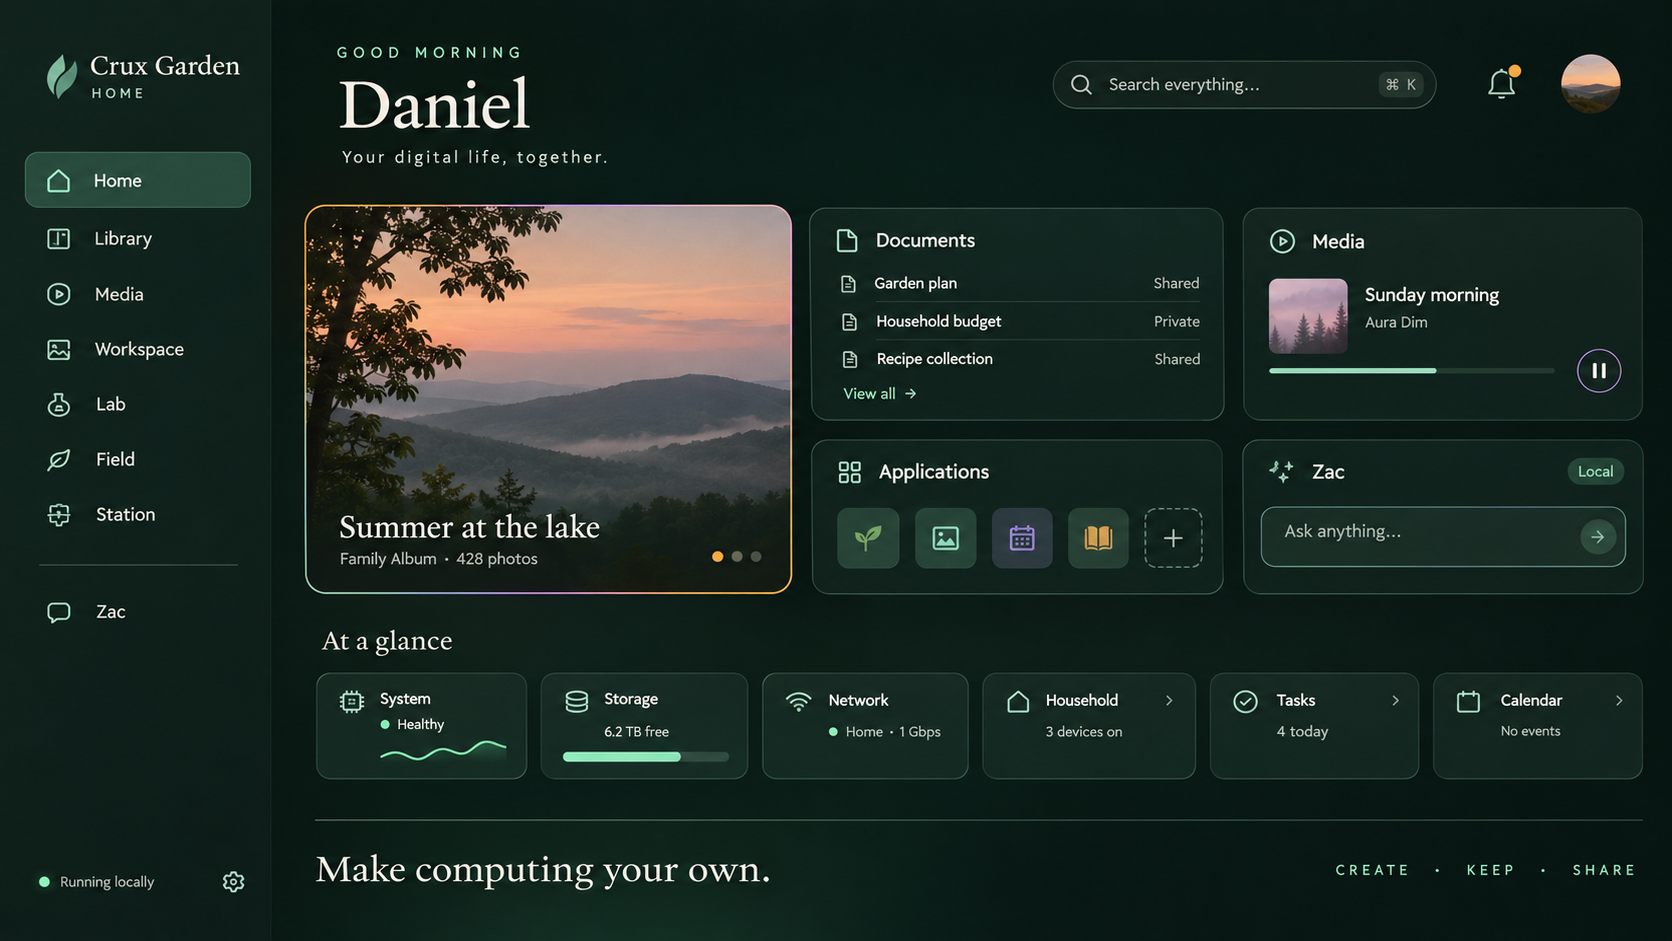 Crux Garden
HOME
Home
Library
Media
Workspace
Lab
Field
Station
Zac
Running locally
GOOD MORNING
Daniel
Your digital life, together.
Search everything...
⌘ K
Summer at the lake
Family Album • 428 photos
Documents
Garden plan Shared
Household budget Private
Recipe collection Shared
View all →
Media
Sunday morning
Aura Dim
Applications
Zac Local
Ask anything...
At a glance
System
Healthy
Storage
6.2 TB free
Network
Home • 1 Gbps
Household
3 devices on
Tasks
4 today
Calendar
No events
Make computing your own.
CREATE • KEEP • SHARE